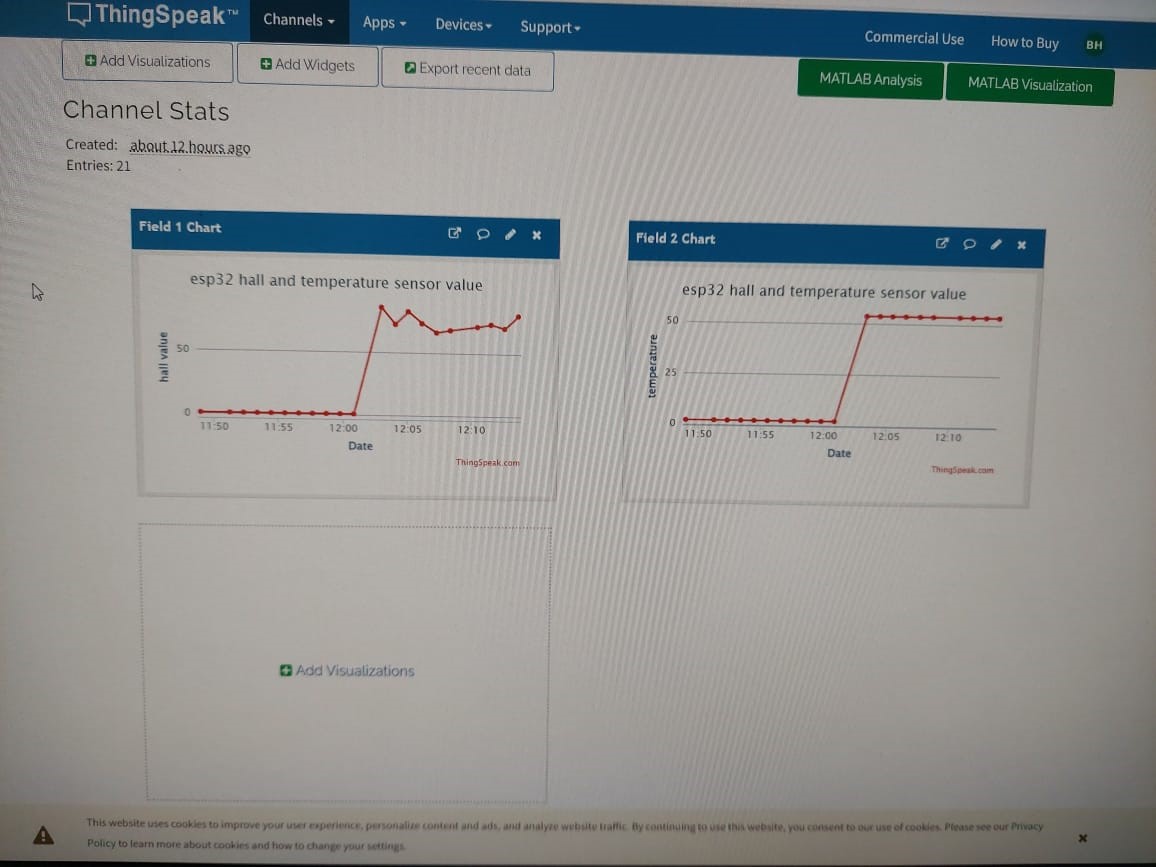 ThingSpeak™ Channels Apps Devices Support Commercial Use How to Buy BH
Add Visualizations Add Widgets Export recent data MATLAB Analysis MATLAB Visualization
Channel Stats
Created: about 12 hours ago
Entries: 21
Field 1 Chart
esp32 hall and temperature sensor value
hall value
50
0
11:50 11:55 12:00 12:05 12:10
Date
ThingSpeak.com
Field 2 Chart
esp32 hall and temperature sensor value
temperature
50
25
0
11:50 11:55 12:00 12:05 12:10
Date
ThingSpeak.com
Add Visualizations
This website uses cookies to improve your user experience, personalize content and ads, and analyze website traffic. By continuing to use this website, you consent to our use of cookies. Please see our Privacy
Policy to learn more about cookies and how to change your settings.